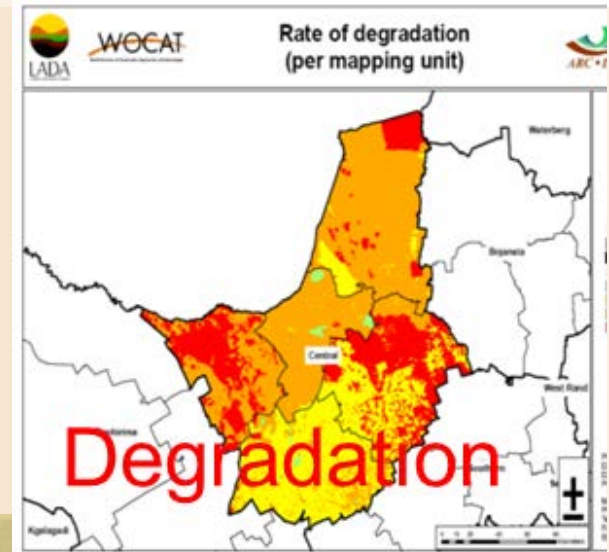 LADA
WOCAT
Rate of degradation
(per mapping unit)
Waterberg
Bojanala
Central
West Rand
Degradation
Kgalagadi